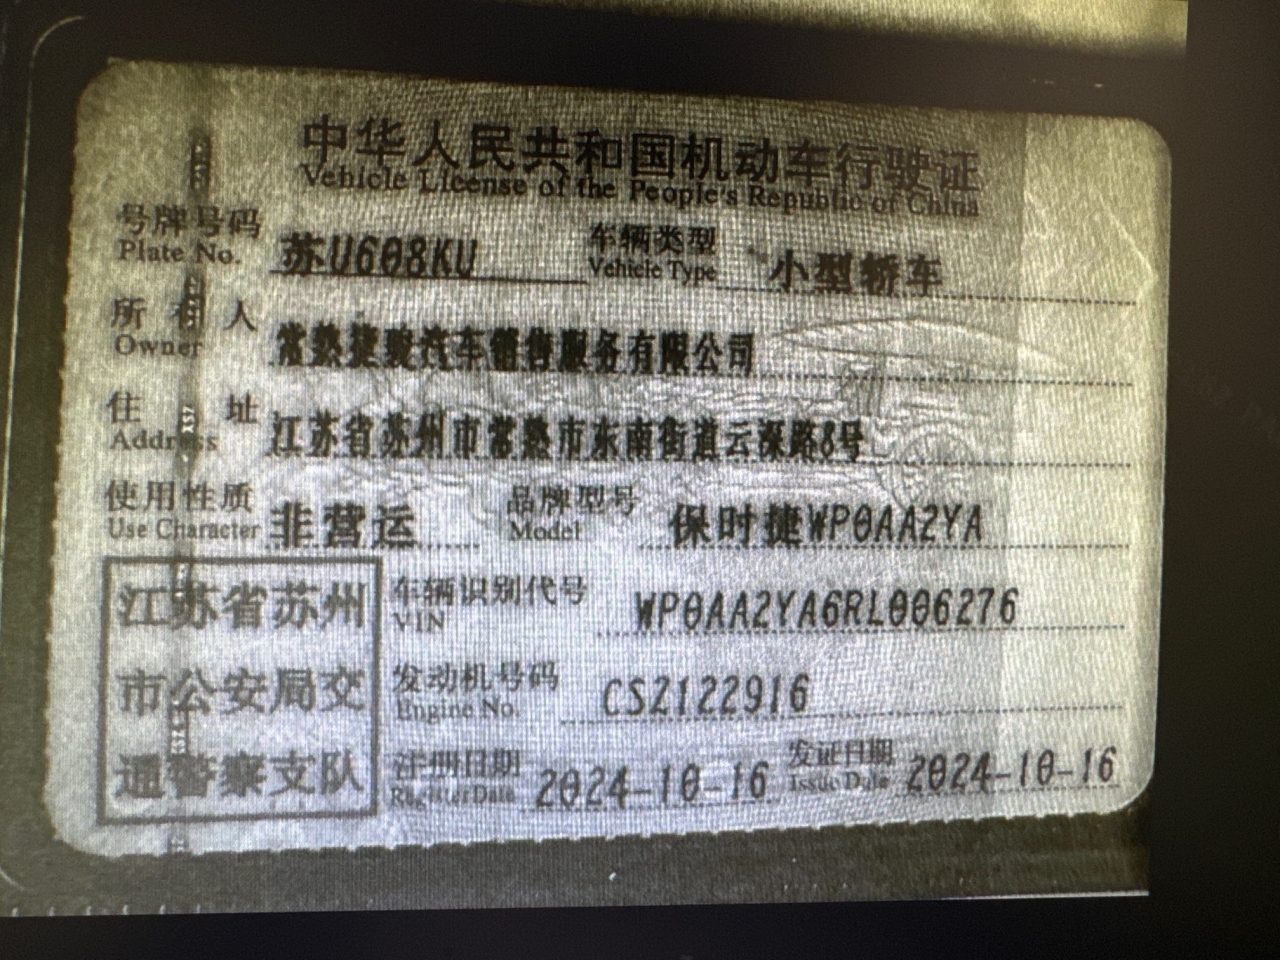 中华人民共和国机动车行驶证
Vehicle License of the People's Republic of China
号牌号码 苏U608KU 车辆类型 小型轿车
Plate No. Vehicle Type
所有人 常熟捷骏汽车销售服务有限公司
Owner
住址 江苏省苏州市常熟市东南街道云深路8号
Address
使用性质 非营运 品牌型号 保时捷WP0AA2YA
Use Character Model
江苏省苏州 车辆识别代号 WP0AA2YA6RL006276
VIN
市公安局交 发动机号码 CSZ122916
Engine No.
通警察支队 注册日期 2024-10-16 发证日期 2024-10-16
Register Date Issue Date